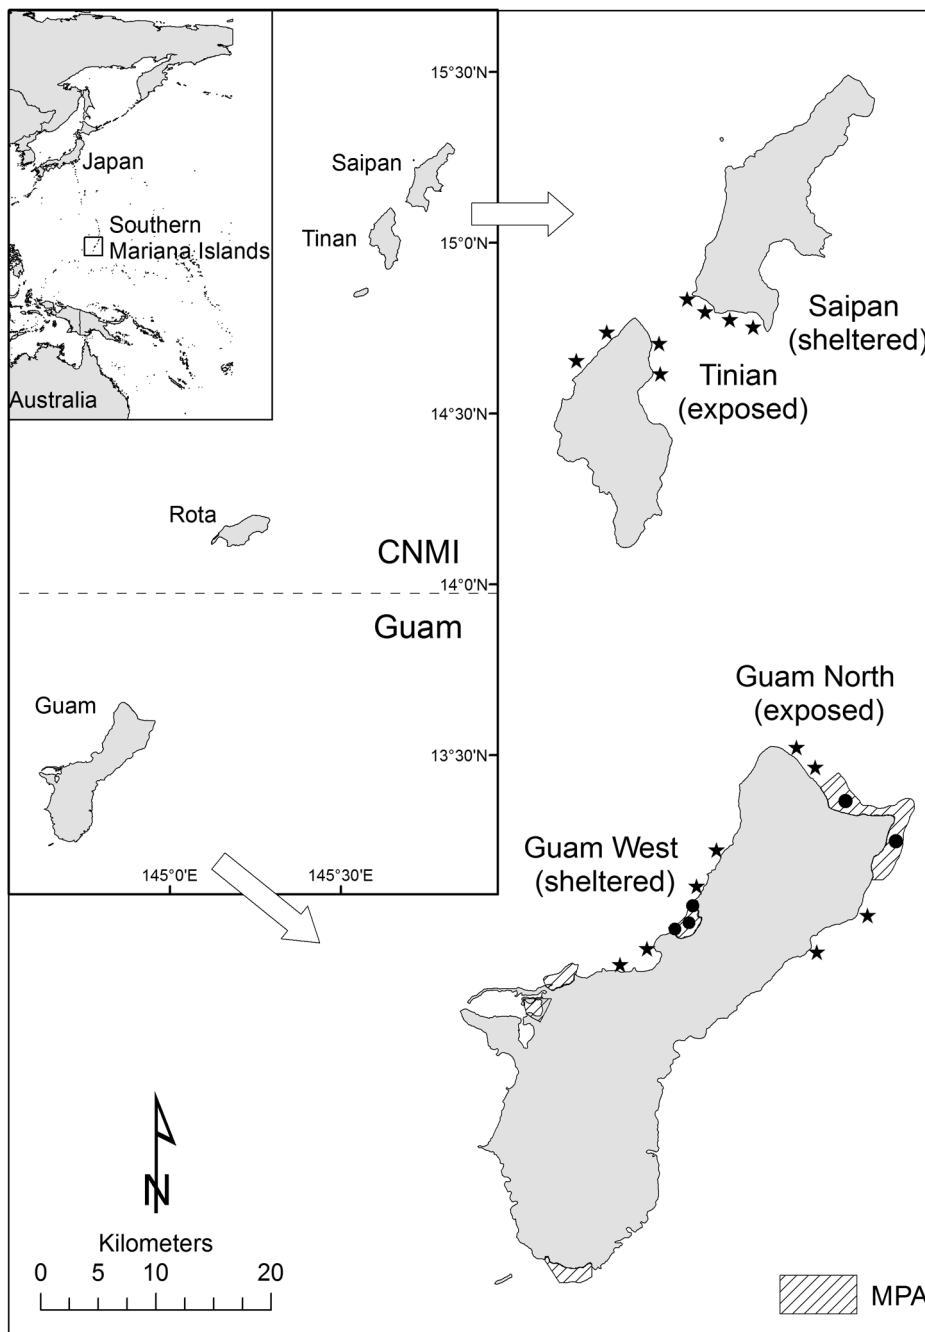 Japan
Southern
Mariana Islands
Australia
Saipan
Tinan
Rota
CNMI
Guam
Guam
15°30'N
15°0'N
14°30'N
14°0'N
13°30'N
145°0'E
145°30'E
Saipan
(sheltered)
Tinian
(exposed)
Guam North
(exposed)
Guam West
(sheltered)
N
Kilometers
0 5 10 20
MPA